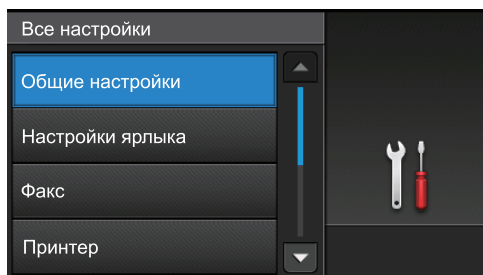 Все настройки
Общие настройки
Настройки ярлыка
Факс
Принтер